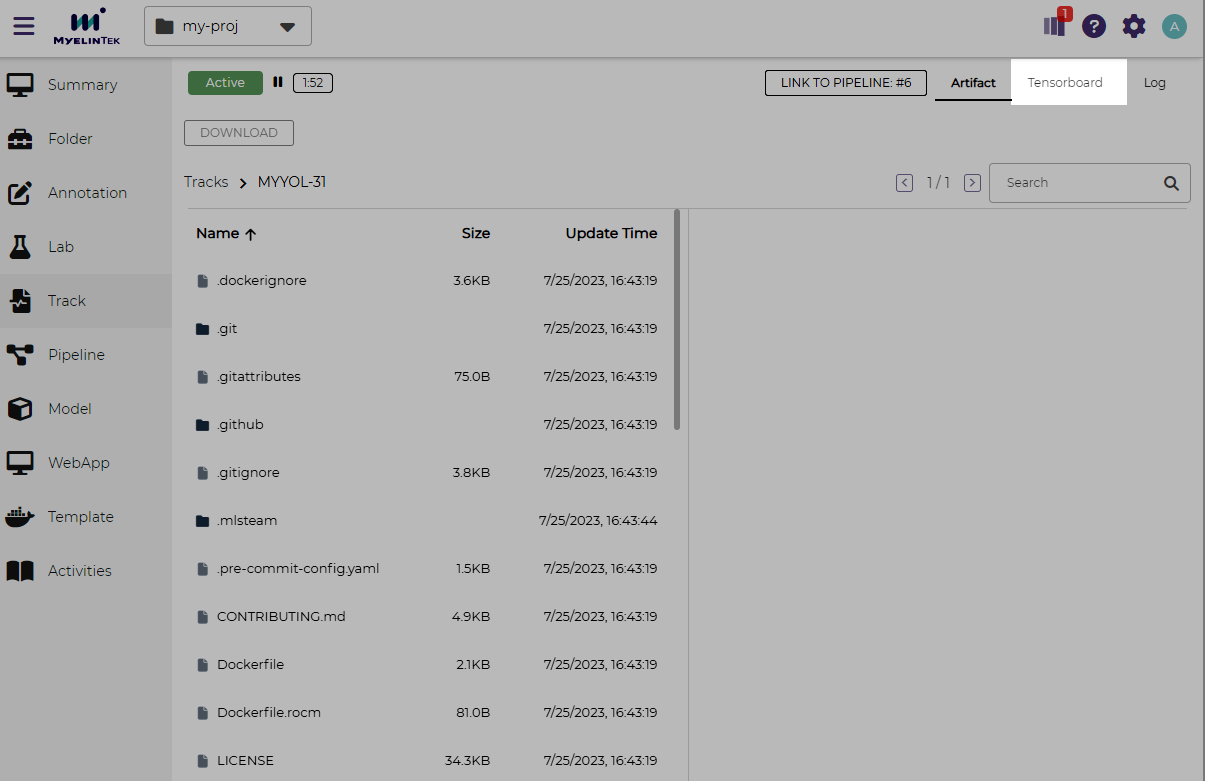 MYELINTEK
my-proj
1
?
A
Summary
Folder
Annotation
Lab
Track
Pipeline
Model
WebApp
Template
Activities
Active
1:52
LINK TO PIPELINE: #6
Artifact
Tensorboard
Log
DOWNLOAD
Tracks > MYYOL-31
< 1 / 1 >
Search
Name ↑ Size Update Time
.dockerignore 3.6KB 7/25/2023, 16:43:19
.git 7/25/2023, 16:43:19
.gitattributes 75.0B 7/25/2023, 16:43:19
.github 7/25/2023, 16:43:19
.gitignore 3.8KB 7/25/2023, 16:43:19
.mlsteam 7/25/2023, 16:43:44
.pre-commit-config.yaml 1.5KB 7/25/2023, 16:43:19
CONTRIBUTING.md 4.9KB 7/25/2023, 16:43:19
Dockerfile 2.1KB 7/25/2023, 16:43:19
Dockerfile.rocm 81.0B 7/25/2023, 16:43:19
LICENSE 34.3KB 7/25/2023, 16:43:19